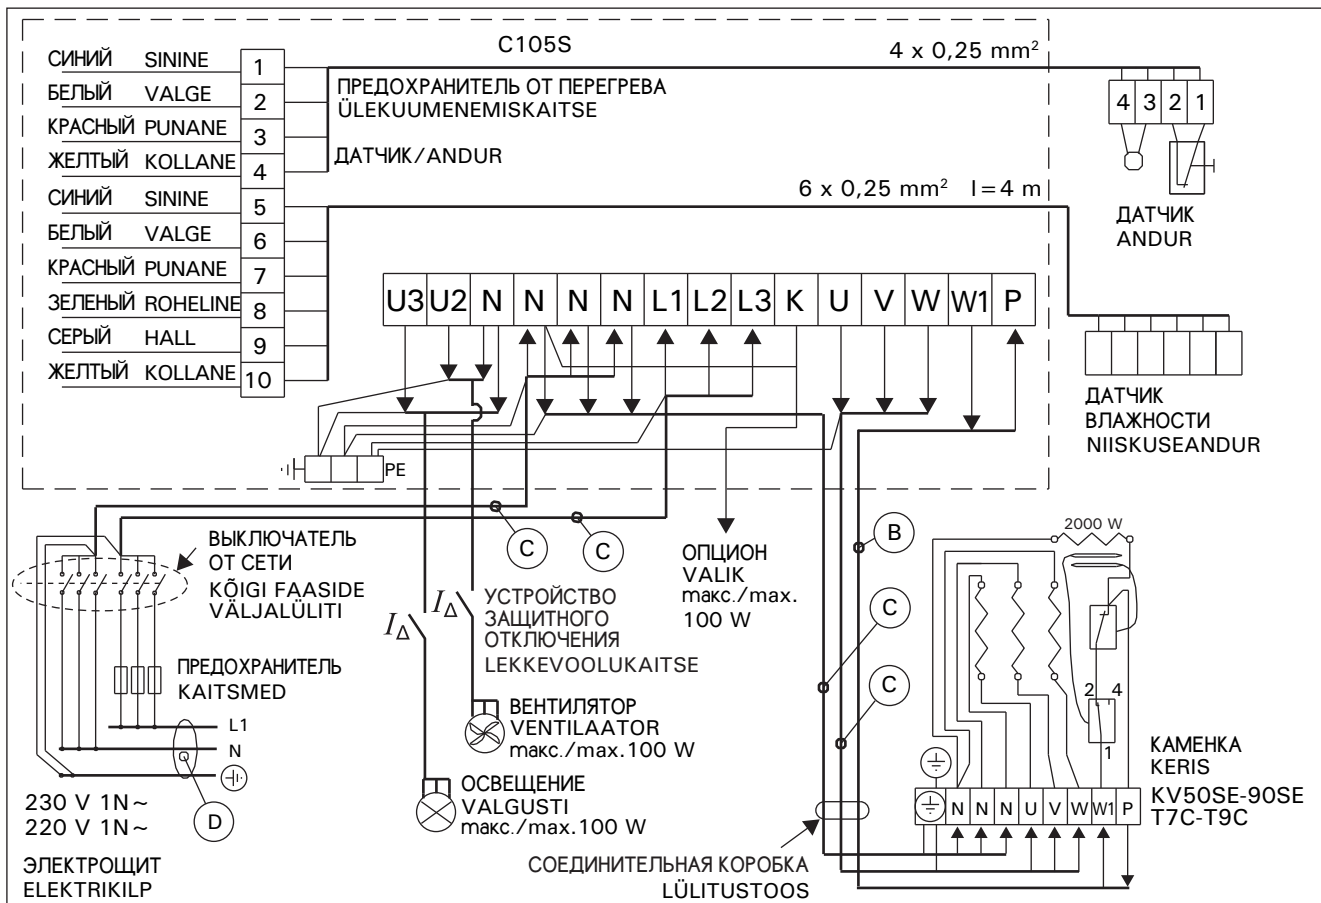 C105S
4 x 0,25 mm²
СИНИЙ SININE 1
БЕЛЫЙ VALGE 2
КРАСНЫЙ PUNANE 3
ЖЕЛТЫЙ KOLLANE 4
СИНИЙ SININE 5
БЕЛЫЙ VALGE 6
КРАСНЫЙ PUNANE 7
ЗЕЛЕНЫЙ ROHELINE 8
СЕРЫЙ HALL 9
ЖЕЛТЫЙ KOLLANE 10
ПРЕДОХРАНИТЕЛЬ ОТ ПЕРЕГРЕВА
ÜLEKUUMENEMISKAITSE
ДАТЧИК/ANDUR
4 3 2 1
ДАТЧИК
ANDUR
6 x 0,25 mm² l=4 m
U3 U2 N N N N L1 L2 L3 K U V W W1 P
ДАТЧИК
ВЛАЖНОСТИ
NIISKUSEANDUR
PE
C
C
B
C
C
ВЫКЛЮЧАТЕЛЬ
ОТ СЕТИ
KÕIGI FAASIDE
VÄLJALÜLITI
ОПЦИОН
VALIK
макс./max.
100 W
2000 W
IΔ
IΔ
УСТРОЙСТВО
ЗАЩИТНОГО
ОТКЛЮЧЕНИЯ
LEKKEVOOLUKAITSE
ПРЕДОХРАНИТЕЛЬ
KAITSMED
L1
N
D
230 V 1N~
220 V 1N~
ЭЛЕКТРОЩИТ
ELEKTRIKILP
ВЕНТИЛЯТОР
VENTILAATOR
макс./max.100 W
ОСВЕЩЕНИЕ
VALGUSTI
макс./max.100 W
2 4
1
N N N U V W W1 P
КАМЕНКА
KERIS
KV50SE-90SE
T7C-T9C
СОЕДИНИТЕЛЬНАЯ КОРОБКА
LÜLITUSTOOS